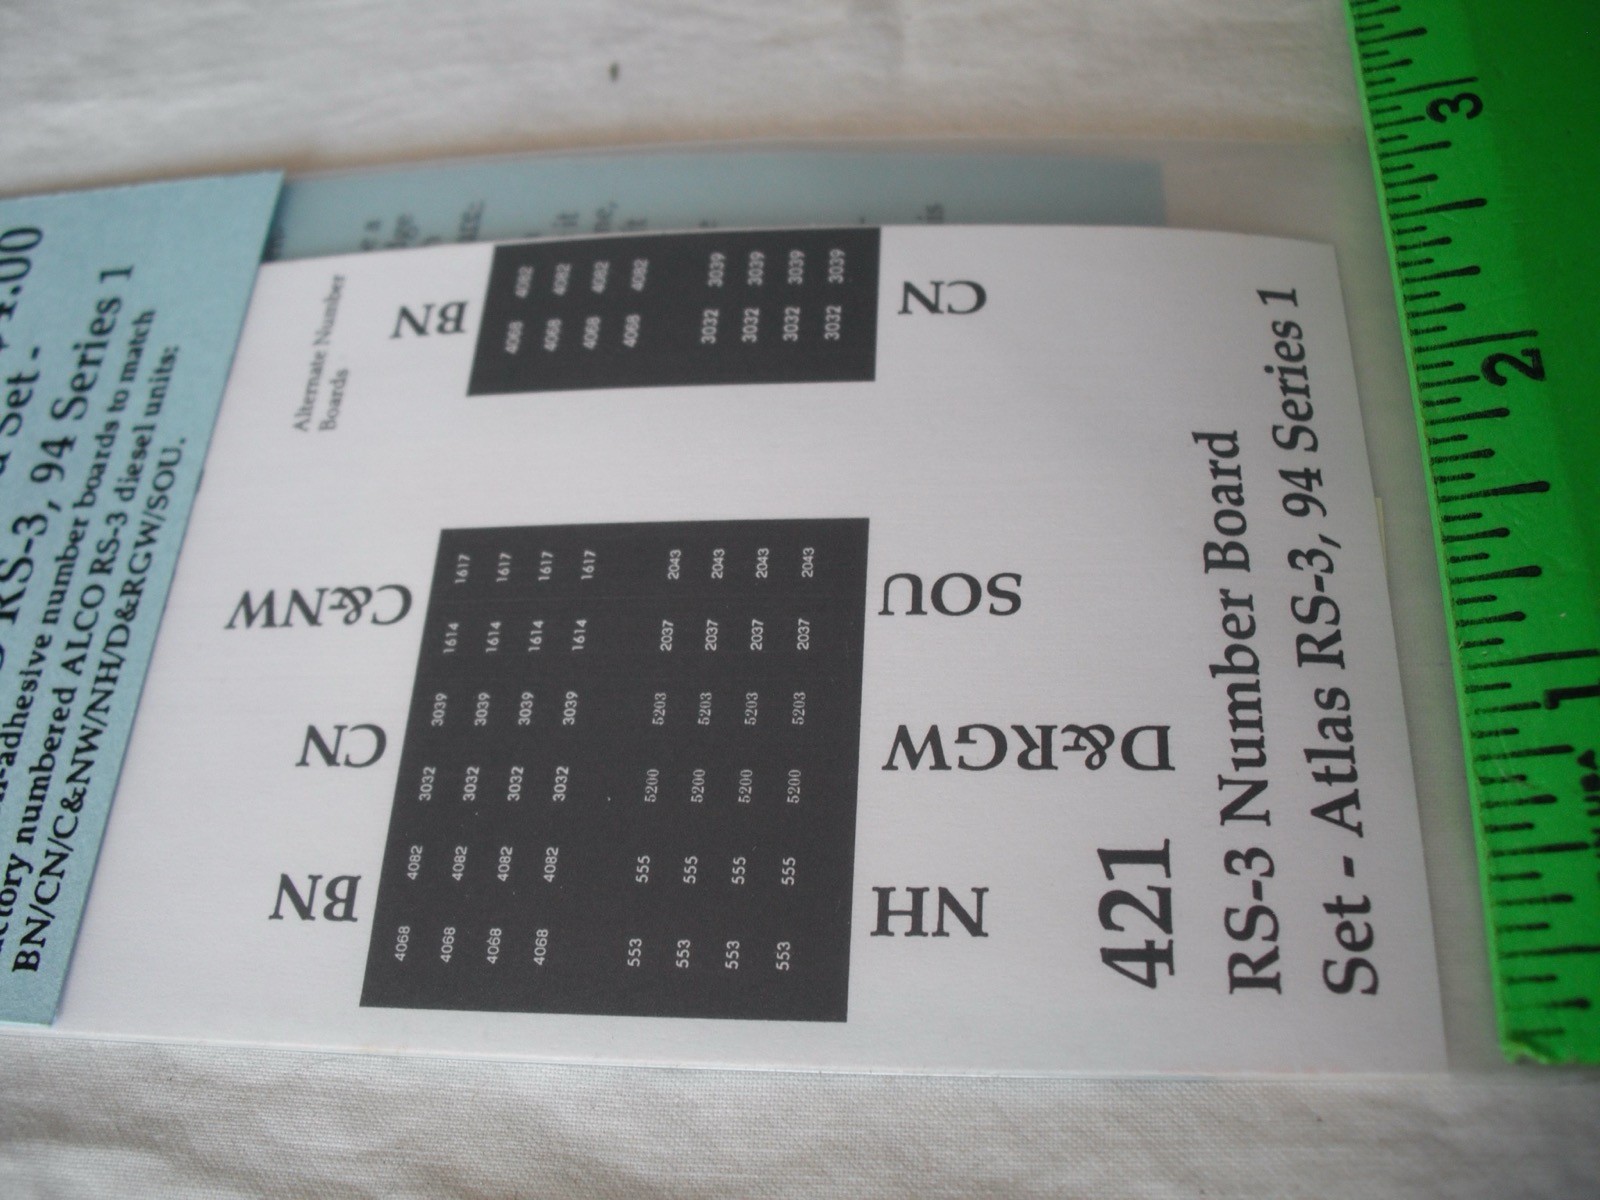 Set -
RS-3, 94 Series 1
number boards to match
numbered ALCO RS-3 diesel units:
BN/CN/C&NW/NH/D&RGW/SOU.
Alternate Number
Boards
BN CN C&NW
4068 4082 3032 3039 1614 1617
4068 4082 3032 3039 1614 1617
4068 4082 3032 3039 1614 1617
4068 4082 3032 3039 1614 1617
553 555 5200 5203 2037 2043
553 555 5200 5203 2037 2043
553 555 5200 5203 2037 2043
553 555 5200 5203 2037 2043
NH D&RGW SOU
BN
4068 4082
4068 4082
4068 4082
4068 4082
3032 3039
3032 3039
3032 3039
3032 3039
CN
421
RS-3 Number Board
Set - Atlas RS-3, 94 Series 1
1 2 3